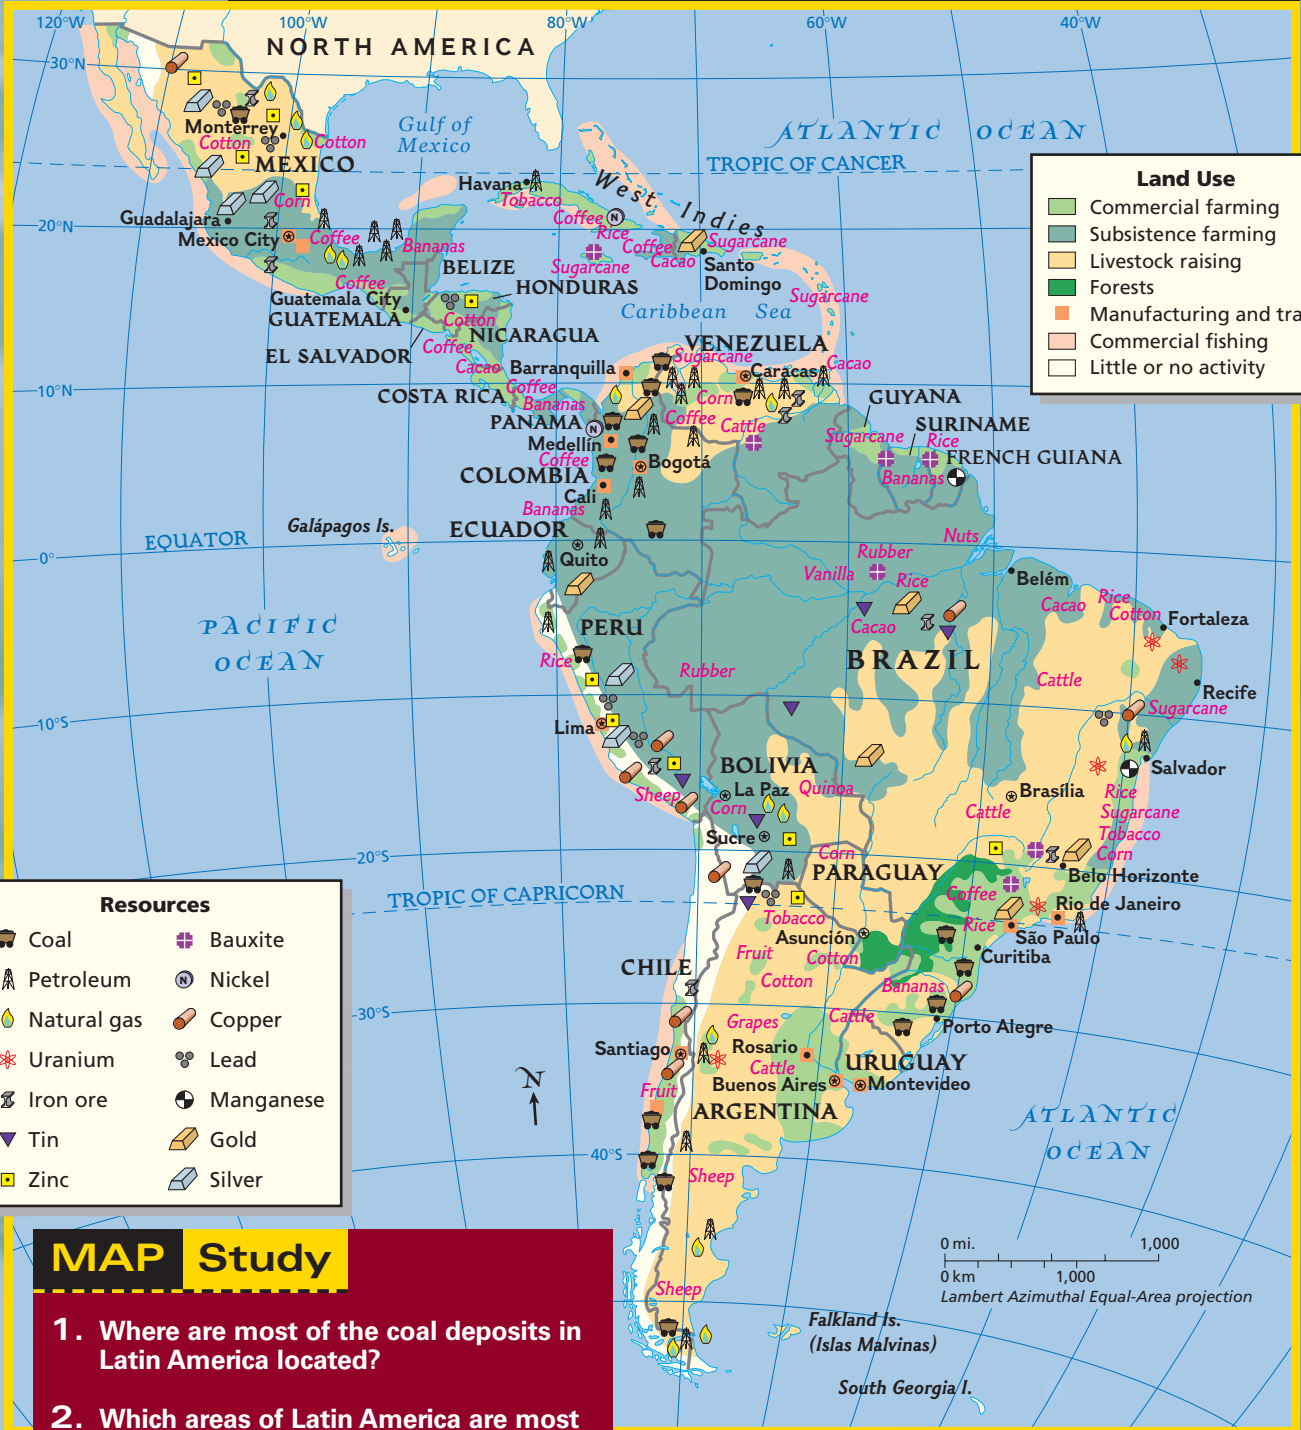 120°W
100°W
80°W
60°W
40°W
NORTH AMERICA
30°N
Monterrey
Cotton
Cotton
MEXICO
Gulf of
Mexico
ATLANTIC OCEAN
TROPIC OF CANCER
Havana
Tobacco
West Indies
Corn
Guadalajara
20°N
Mexico City
Coffee
Bananas
Coffee
Coffee
Rice
Coffee
Sugarcane
Cacao
Sugarcane
Santo
Domingo
BELIZE
HONDURAS
Guatemala City
GUATEMALA
Cotton
NICARAGUA
EL SALVADOR
Coffee
Caribbean Sea
Sugarcane
Cacao
VENEZUELA
Sugarcane
Cacao
Barranquilla
Caracas
10°N
COSTA RICA
Coffee
Bananas
Corn
Coffee
Cattle
PANAMA
Medellín
Coffee
Bogotá
COLOMBIA
Cali
Bananas
GUYANA
SURINAME
Sugarcane
Rice
FRENCH GUIANA
Bananas
ECUADOR
Galápagos Is.
EQUATOR
0°
Quito
Nuts
Rubber
Vanilla
Rice
Belém
Cacao
Rice
Cotton
Cacao
Fortaleza
PACIFIC
OCEAN
PERU
Rice
Rubber
BRAZIL
Cattle
Recife
Sugarcane
10°S
Lima
BOLIVIA
La Paz
Quinoa
Sheep
Corn
Sucre
Salvador
Brasília
Rice
Cattle
Sugarcane
Tobacco
Corn
20°S
Corn
PARAGUAY
Belo Horizonte
TROPIC OF CAPRICORN
Coffee
Rio de Janeiro
Tobacco
Asunción
Rice
São Paulo
Curitiba
CHILE
Fruit
Cotton
Cotton
Bananas
30°S
Grapes
Cattle
Porto Alegre
Santiago
Rosario
URUGUAY
Cattle
Buenos Aires
Montevideo
Fruit
ARGENTINA
N
ATLANTIC
OCEAN
40°S
Sheep
Sheep
Falkland Is.
(Islas Malvinas)
South Georgia I.
0 mi.
1,000
0 km
1,000
Lambert Azimuthal Equal-Area projection
Land Use
Commercial farming
Subsistence farming
Livestock raising
Forests
Manufacturing and tra
Commercial fishing
Little or no activity
Resources
Coal
Bauxite
Petroleum
N
Nickel
Natural gas
Copper
Uranium
Lead
Iron ore
Manganese
Tin
Gold
Zinc
Silver
MAP Study
1. Where are most of the coal deposits in
Latin America located?
2. Which areas of Latin America are most